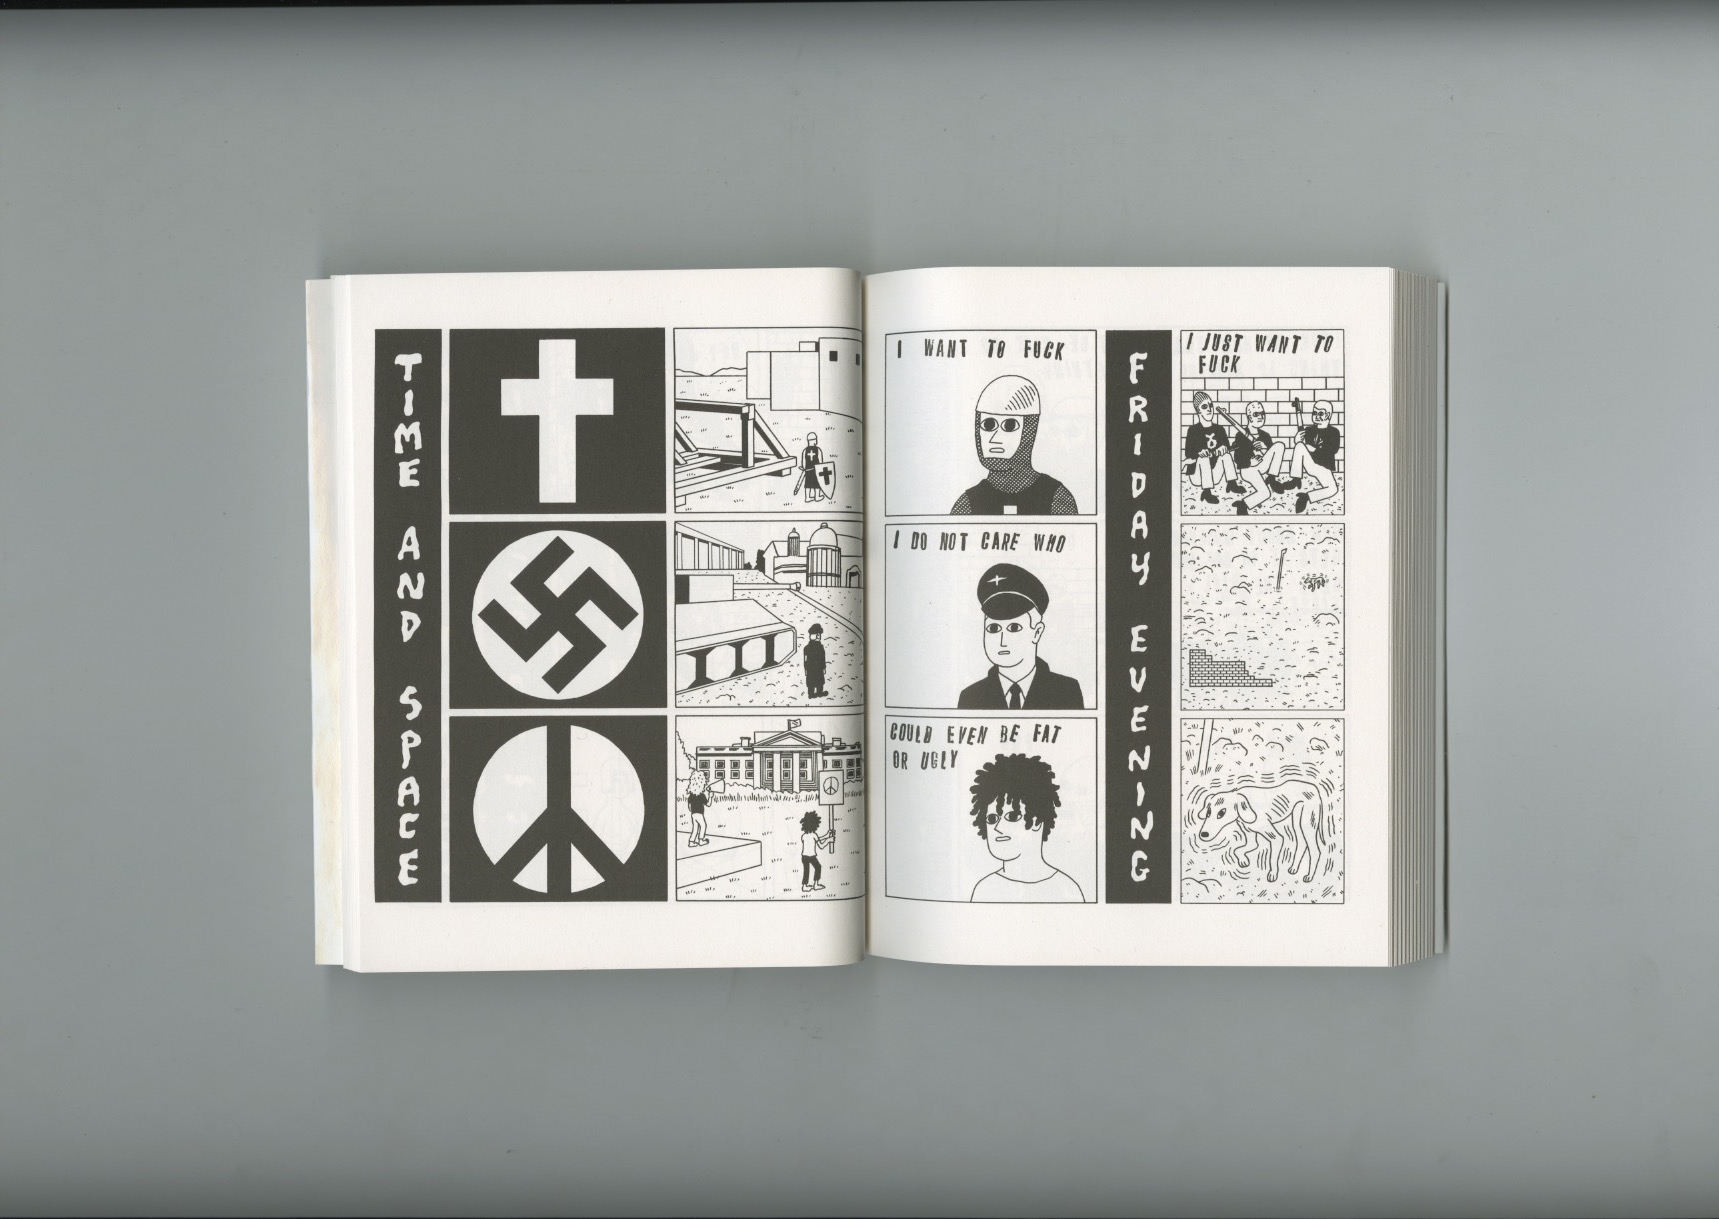 TIME AND SPACE
I WANT TO FUCK
I DO NOT CARE WHO
COULD EVEN BE FAT
OR UGLY
FRIDAY EVENING
I JUST WANT TO
FUCK